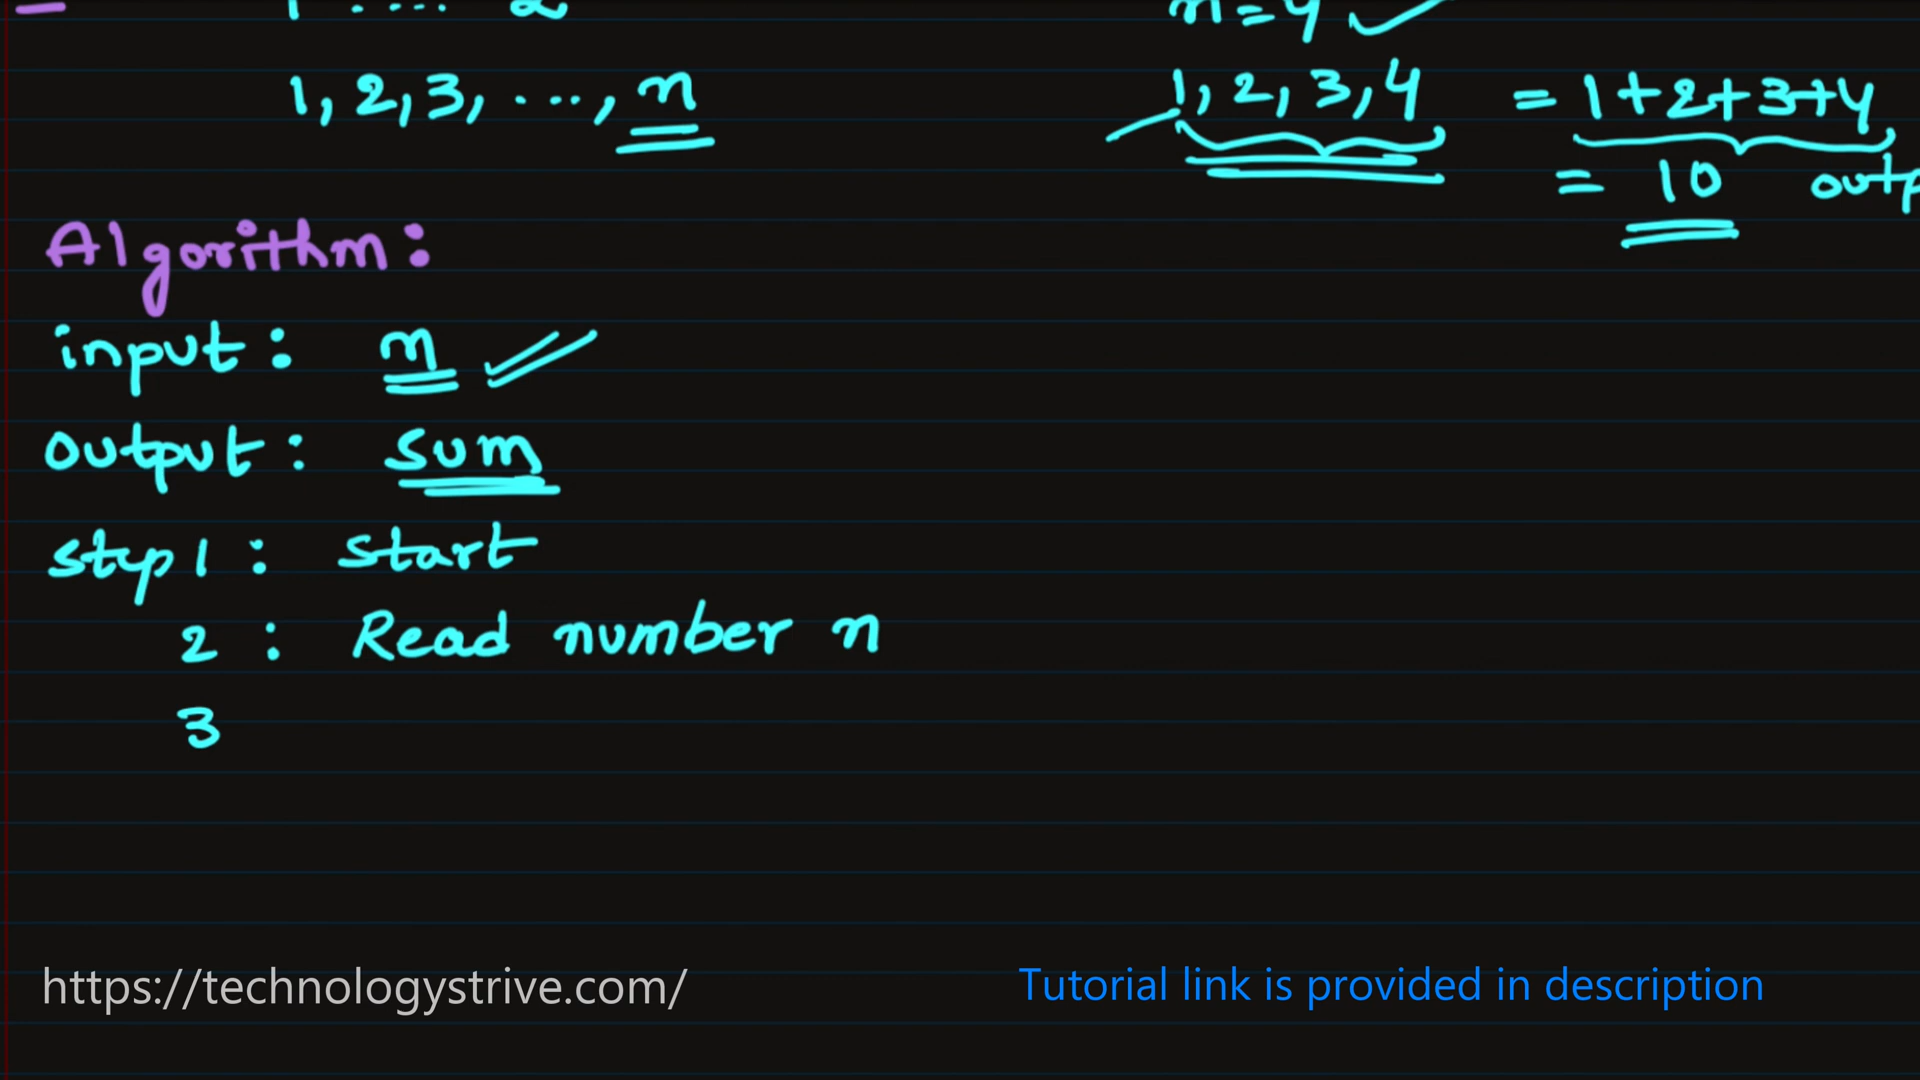 n=4
1, 2, 3, ..., n
1, 2, 3, 4 = 1+2+3+4
= 10
Algorithm:
input: n
output: sum
step 1: start
2: Read number n
3
https://technologystrive.com/
Tutorial link is provided in description